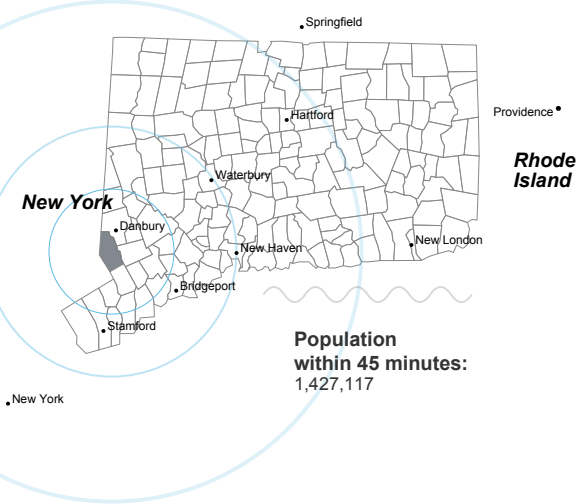 Springfield
Providence
Hartford
Rhode
Island
Waterbury
New York
Danbury
New London
New Haven
Bridgeport
Stamford
Population
within 45 minutes:
1,427,117
New York